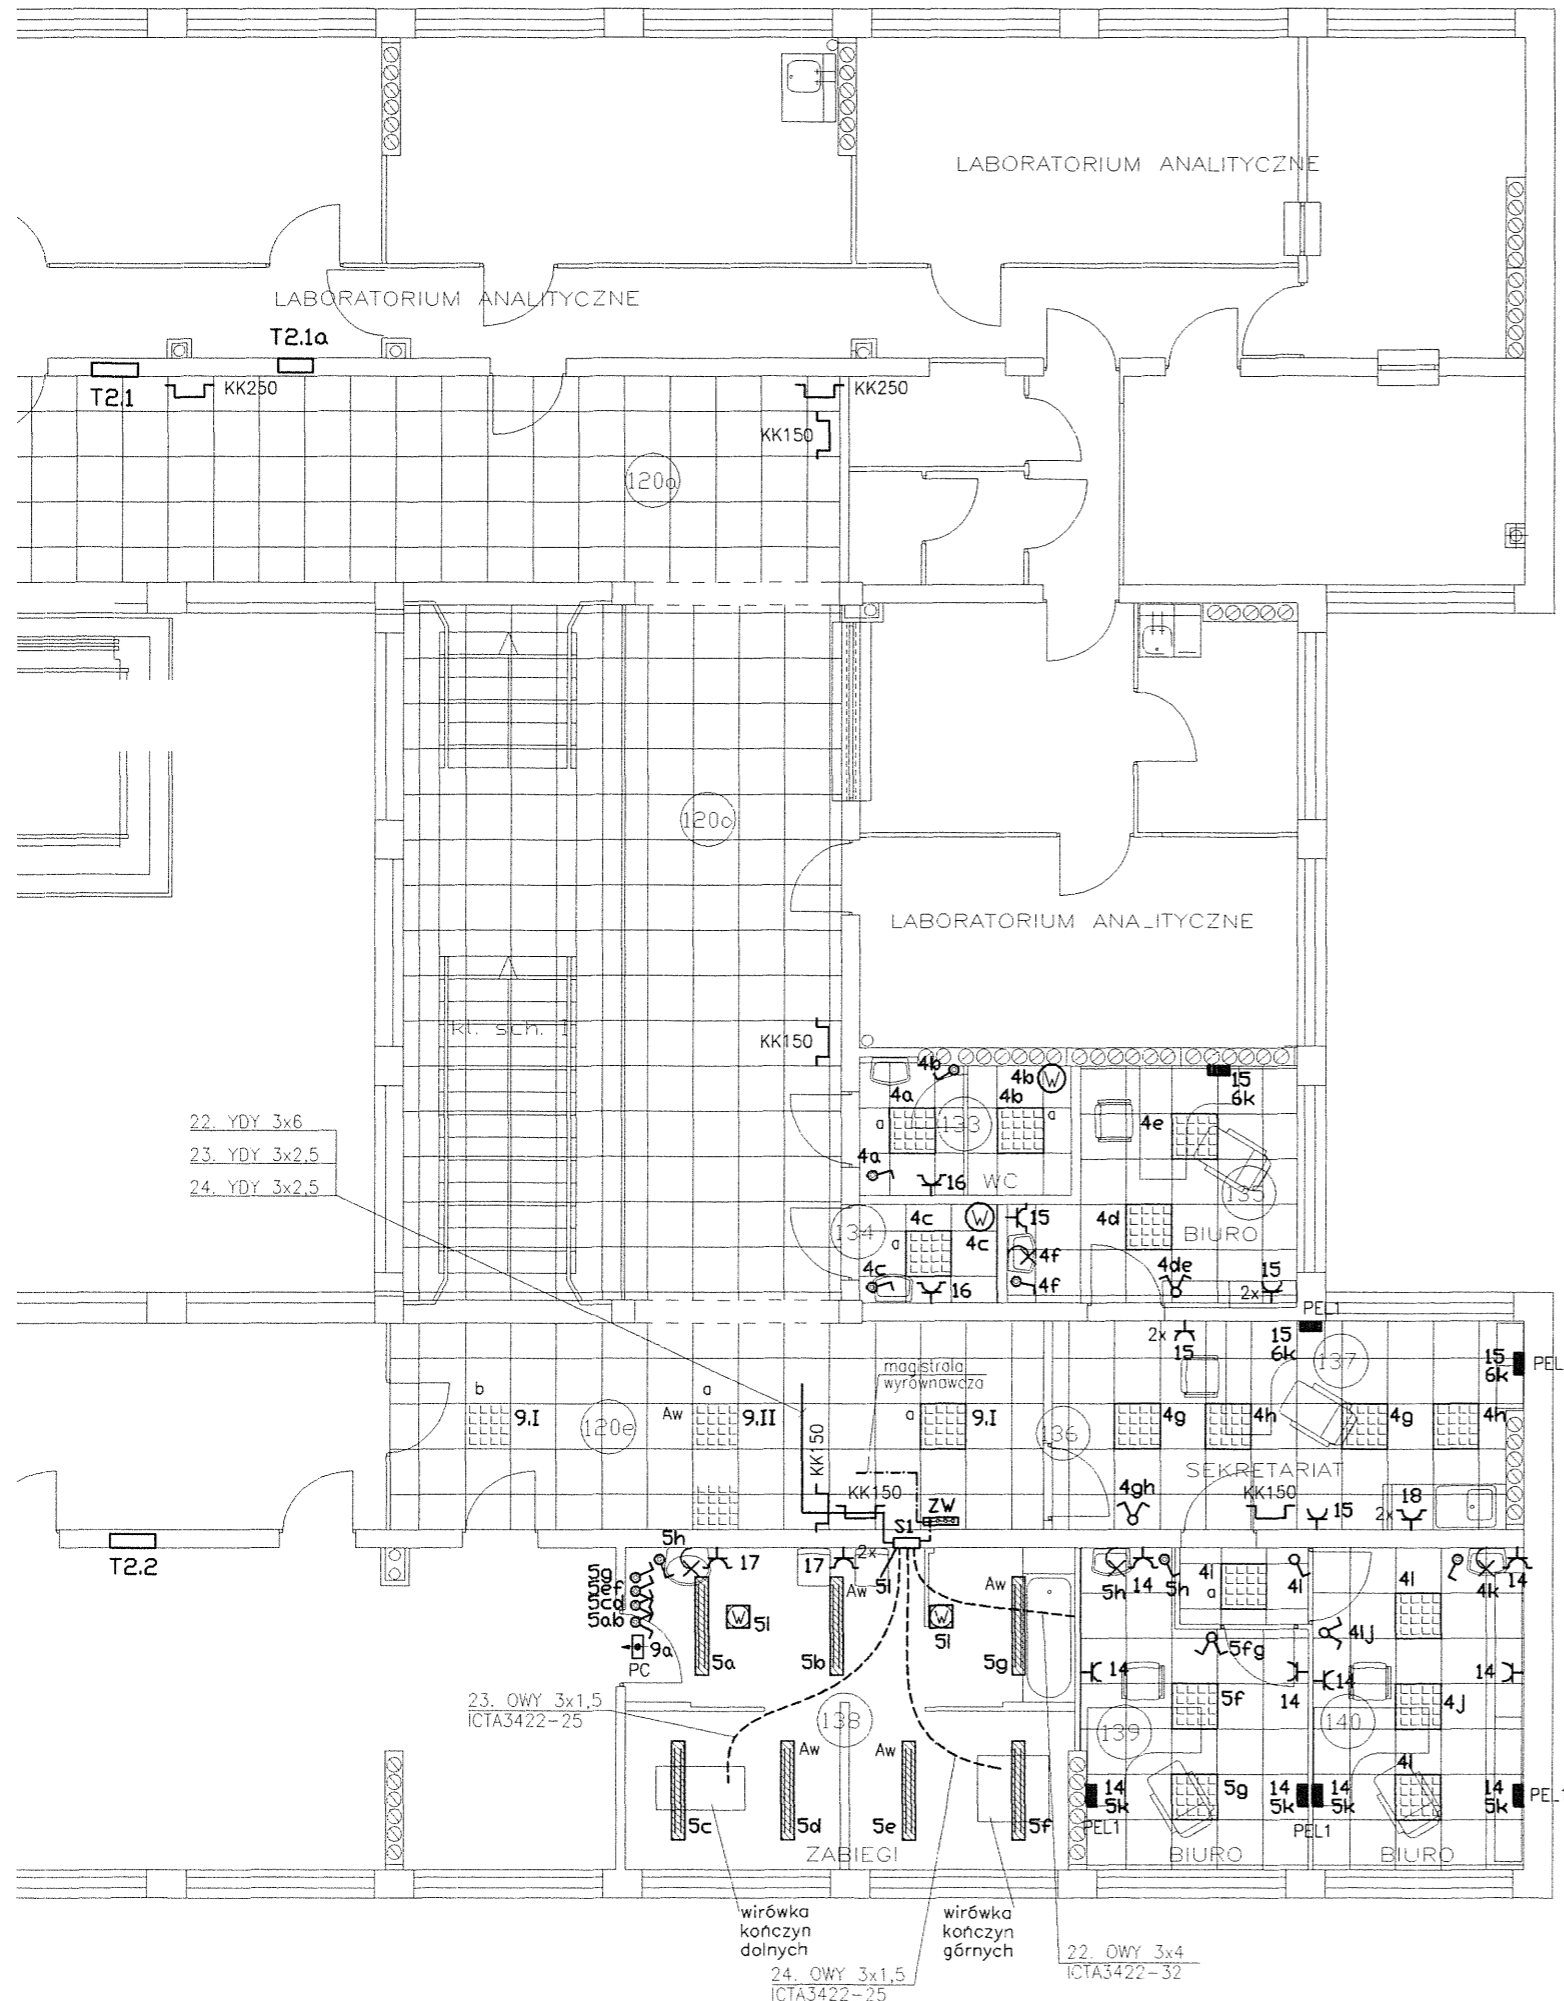 LABORATORIUM ANALITYCZNE
LABORATORIUM ANALITYCZNE
T2.1a
T2.1
KK250
KK250
KK150
120a
120c
LABORATORIUM ANALITYCZNE
kl. sch. I
KK150
22. YDY 3x6
23. YDY 3x2,5
24. YDY 3x2,5
4b
4b W
15
6k
4a
4b
4e
a
133
a
4a
16
WC
135
4c
W
15
4d
134
a
4c
4f
BIURO
4c
16
4f
4de
15
2x
PEL1
2x
15
15
6k
137
15
6k
PEL
magistrala
wyrównawcza
b
a
9.I
Aw
9.II
a
9.I
120e
136
4g
4h
4g
4h
SEKRETARIAT
KK150
KK150
ZW
4gh
KK150
15
2x
18
S1
T2.2
5h
17
17
2x
5l
5h
14
5h
4l
a
4l
4l
4k
14
5g
5ef
5cd
5ab
9a
PC
W
5l
Aw
W
5l
Aw
5a
5b
5g
5fg
4lj
14
14
14
14
5f
4j
23. OWY 3x1,5
ICTA3422-25
138
139
140
Aw
Aw
5c
5d
5e
5f
14
5k
PEL1
5g
14
5k
PEL1
14
5k
4l
14
5k
PEL1
ZABIEGI
BIURO
BIURO
wirówka
kończyn
dolnych
wirówka
kończyn
górnych
24. OWY 3x1,5
ICTA3422-25
22. OWY 3x4
ICTA3422-32